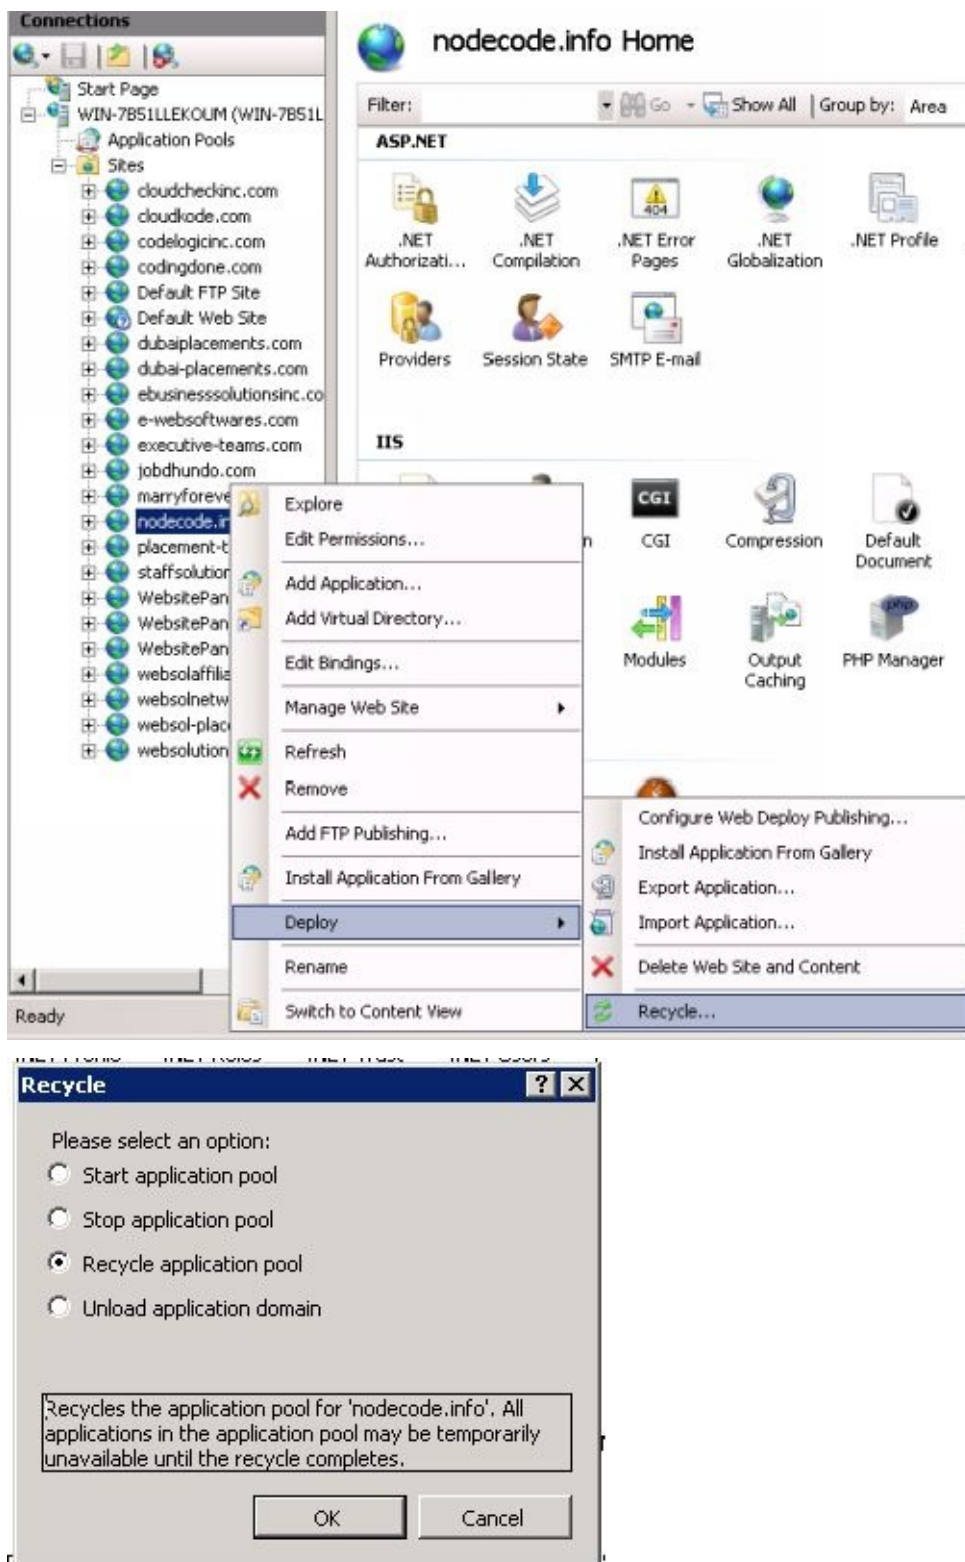 Connections
nodecode.info Home
Start Page
WIN-7B51LLEKOUM (WIN-7B51L
Application Pools
Sites
cloudcheckinc.com
cloudkode.com
codelogicinc.com
codingdone.com
Default FTP Site
Default Web Site
dubaiplacements.com
dubai-placements.com
ebusinesssolutionsinc.co
e-websoftwares.com
executive-teams.com
jobdhundo.com
marryforeve
nodecode.in
placement-t
staffsolution
WebsitePan
WebsitePan
WebsitePan
websolaffilia
websolnetw
websol-place
websolution
Ready
Filter: Go Show All Group by: Area
ASP.NET
.NET Authorizati...
.NET Compilation
.NET Error Pages
.NET Globalization
.NET Profile
404
Providers
Session State
SMTP E-mail
IIS
CGI
CGI
Compression
Default Document
Modules
Output Caching
php
PHP Manager
Explore
Edit Permissions...
Add Application...
Add Virtual Directory...
Edit Bindings...
Manage Web Site
Refresh
Remove
Add FTP Publishing...
Install Application From Gallery
Deploy
Rename
Switch to Content View
Configure Web Deploy Publishing...
Install Application From Gallery
Export Application...
Import Application...
Delete Web Site and Content
Recycle...
Recycle
Please select an option:
Start application pool
Stop application pool
Recycle application pool
Unload application domain
Recycles the application pool for 'nodecode.info'. All
applications in the application pool may be temporarily
unavailable until the recycle completes.
OK Cancel